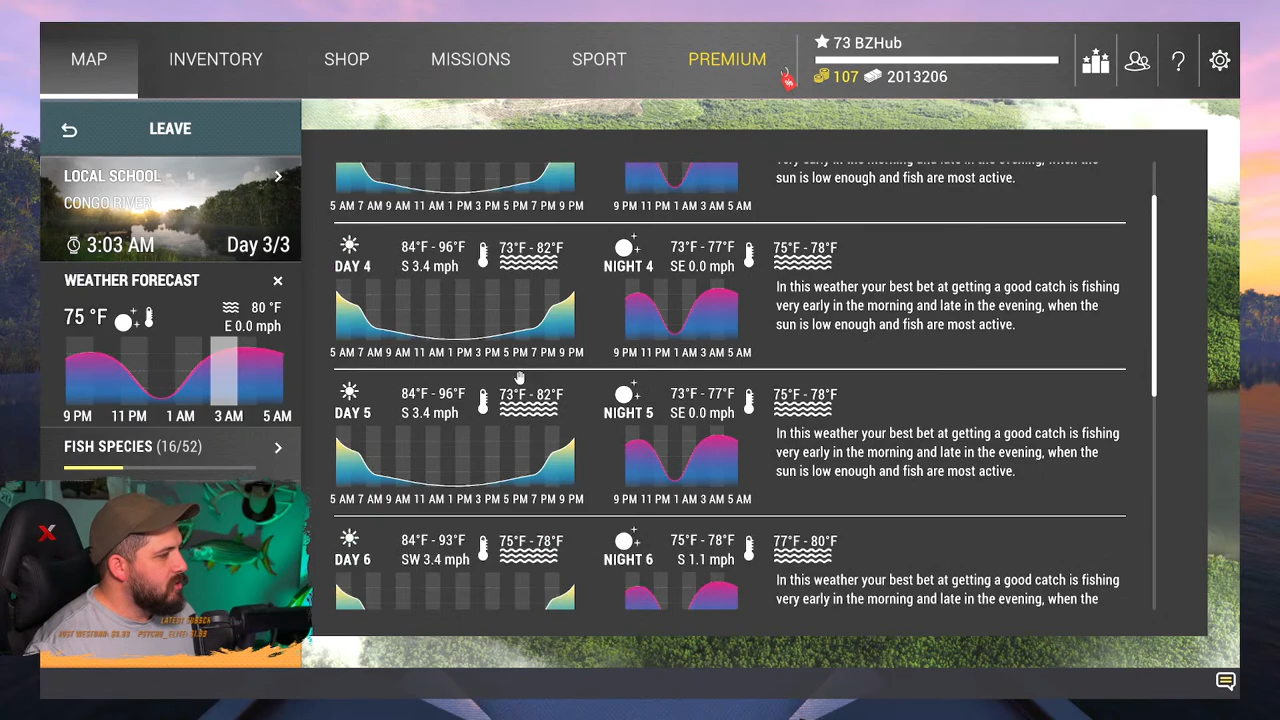 MAP INVENTORY SHOP MISSIONS SPORT PREMIUM
73 BZHub
107 2013206
LEAVE
LOCAL SCHOOL
CONGO RIVER
3:03 AM Day 3/3
WEATHER FORECAST
75 °F 80 °F
E 0.0 mph
9 PM 11 PM 1 AM 3 AM 5 AM
FISH SPECIES (16/52)
very early in the morning and late in the evening, when the
sun is low enough and fish are most active.
5 AM 7 AM 9 AM 11 AM 1 PM 3 PM 5 PM 7 PM 9 PM 9 PM 11 PM 1 AM 3 AM 5 AM
DAY 4 84°F - 96°F S 3.4 mph 73°F - 82°F NIGHT 4 73°F - 77°F SE 0.0 mph 75°F - 78°F
In this weather your best bet at getting a good catch is fishing
very early in the morning and late in the evening, when the
sun is low enough and fish are most active.
5 AM 7 AM 9 AM 11 AM 1 PM 3 PM 5 PM 7 PM 9 PM 9 PM 11 PM 1 AM 3 AM 5 AM
DAY 5 84°F - 96°F S 3.4 mph 73°F - 82°F NIGHT 5 73°F - 77°F SE 0.0 mph 75°F - 78°F
In this weather your best bet at getting a good catch is fishing
very early in the morning and late in the evening, when the
sun is low enough and fish are most active.
5 AM 7 AM 9 AM 11 AM 1 PM 3 PM 5 PM 7 PM 9 PM 9 PM 11 PM 1 AM 3 AM 5 AM
DAY 6 84°F - 93°F SW 3.4 mph 75°F - 78°F NIGHT 6 75°F - 78°F S 1.1 mph 77°F - 80°F
In this weather your best bet at getting a good catch is fishing
very early in the morning and late in the evening, when the